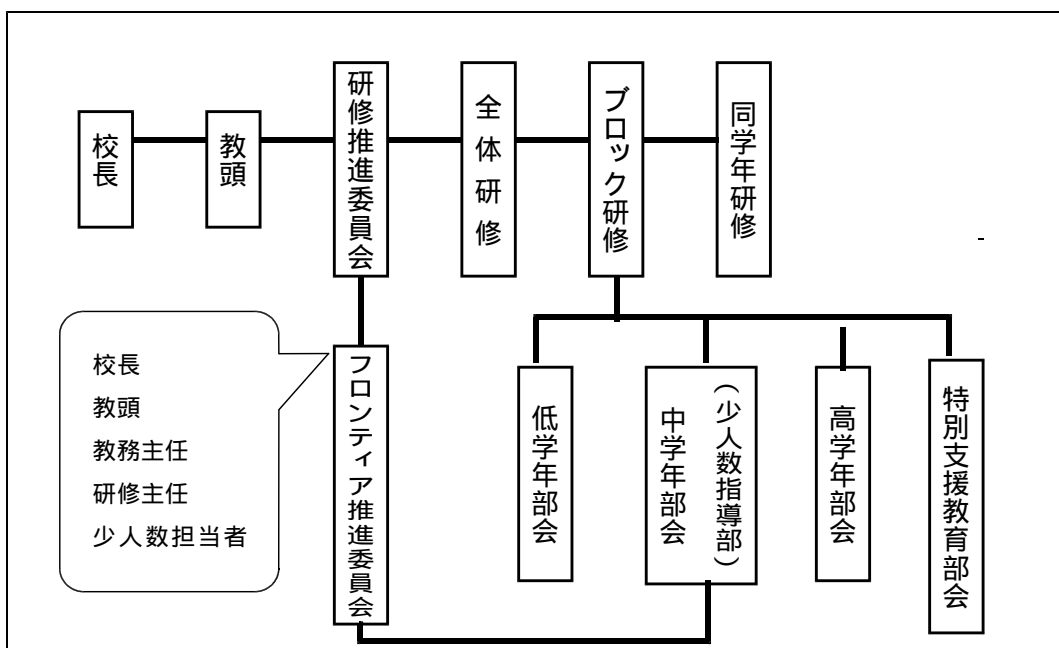 校長
教頭
研修推進委員会
全体研修
ブロック研修
同学年研修
校長
教頭
教務主任
研修主任
少人数担当者
フロンティア推進委員会
低学年部会
中学年部会
（少人数指導部）
高学年部会
特別支援教育部会